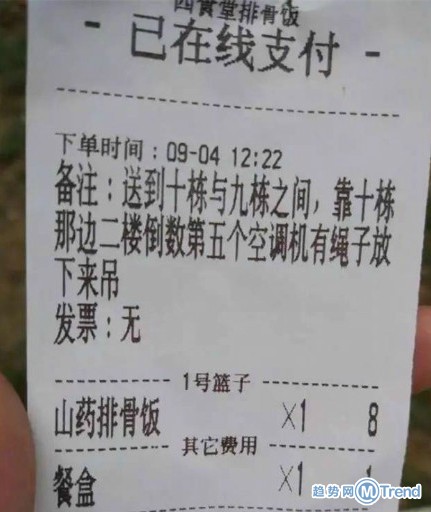 四食堂排骨饭
- 已在线支付 -
下单时间：09-04 12:22
备注：送到十栋与九栋之间，靠十栋
那边二楼倒数第五个空调机有绳子放
下来吊
发票：无
1号篮子
山药排骨饭 X1 8
其它费用
餐盒 X1 1
趋势网 MTrend